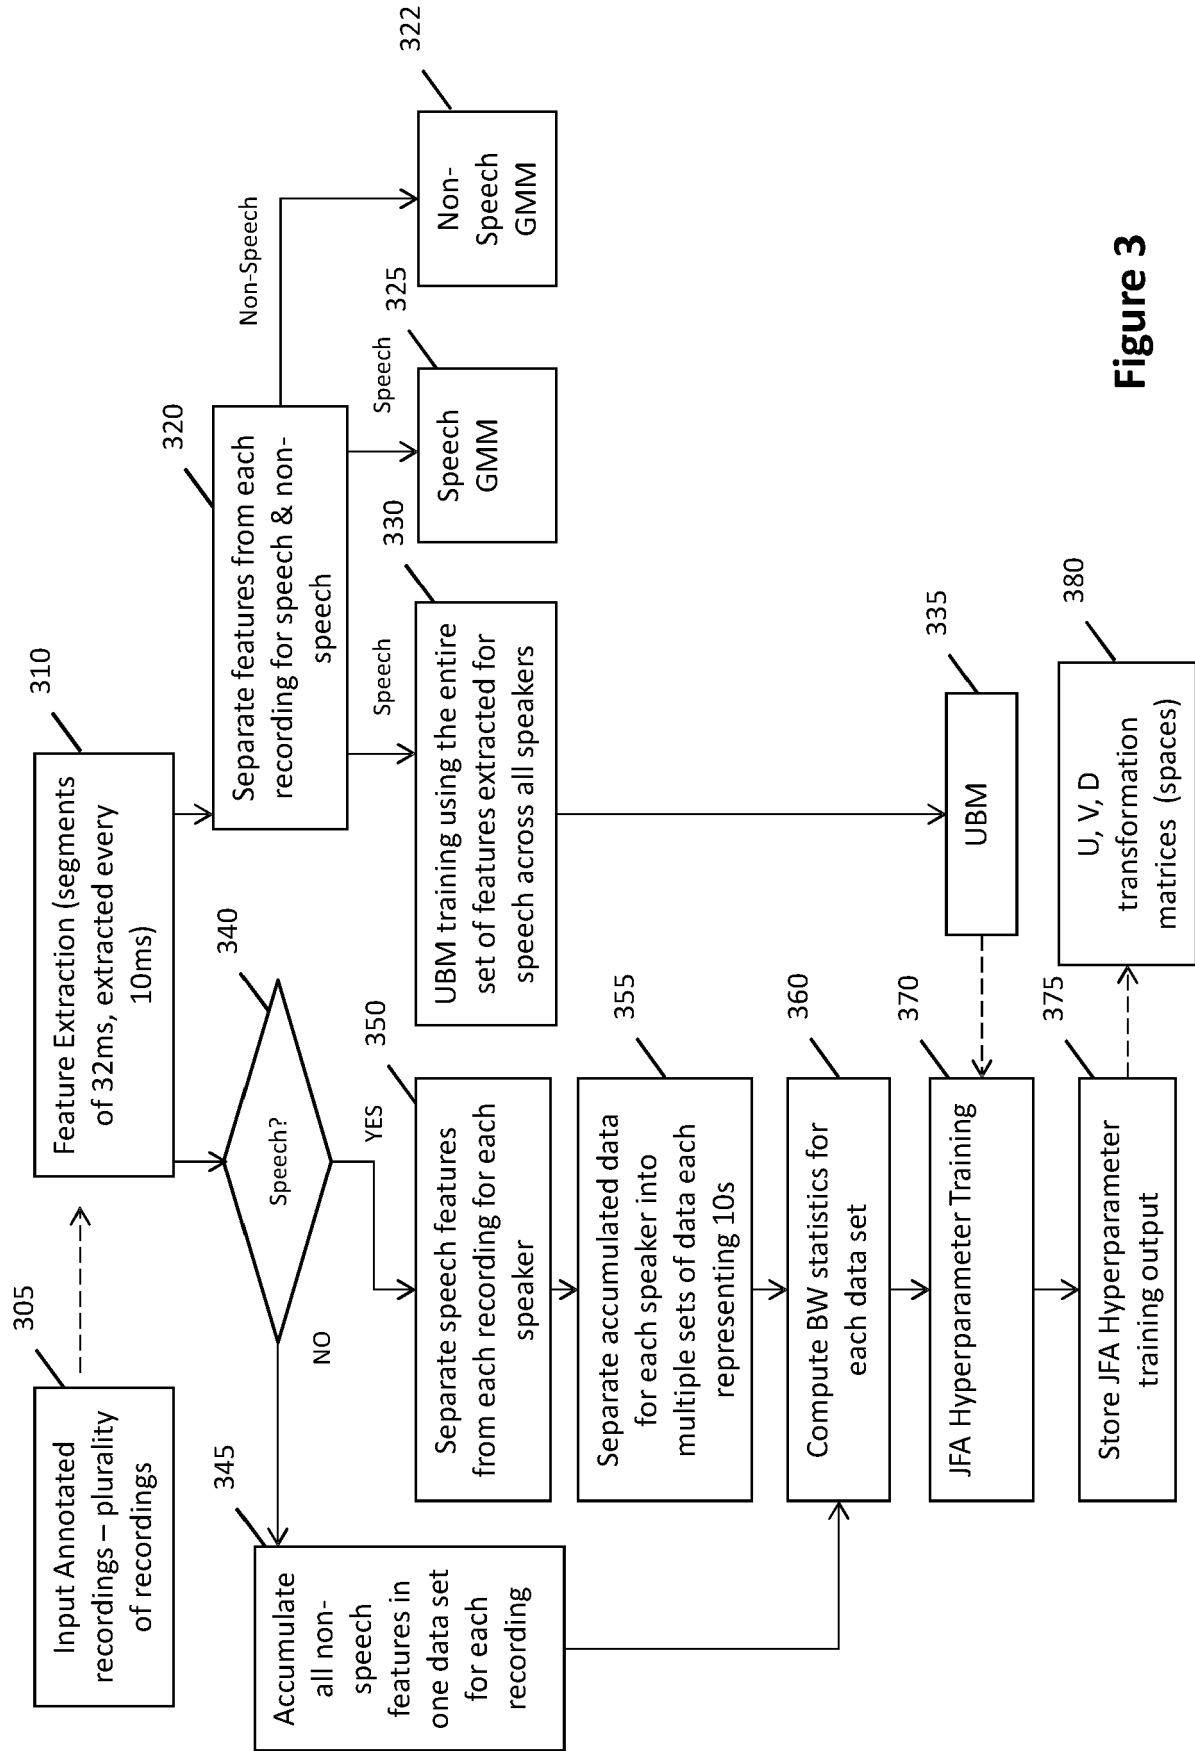 305
Input Annotated
recordings – plurality
of recordings
310
Feature Extraction (segments
of 32ms, extracted every
10ms)
320
Separate features from each
recording for speech & non-
speech
Non-Speech
Speech
Speech
322
Non-
Speech
GMM
325
Speech
GMM
330
UBM training using the entire
set of features extracted for
speech across all speakers
340
Speech?
NO
YES
345
Accumulate
all non-
speech
features in
one data set
for each
recording
350
Separate speech features
from each recording for each
speaker
355
Separate accumulated data
for each speaker into
multiple sets of data each
representing 10s
360
Compute BW statistics for
each data set
335
UBM
370
JFA Hyperparameter Training
375
Store JFA Hyperparameter
training output
380
U, V, D
transformation
matrices (spaces)
Figure 3